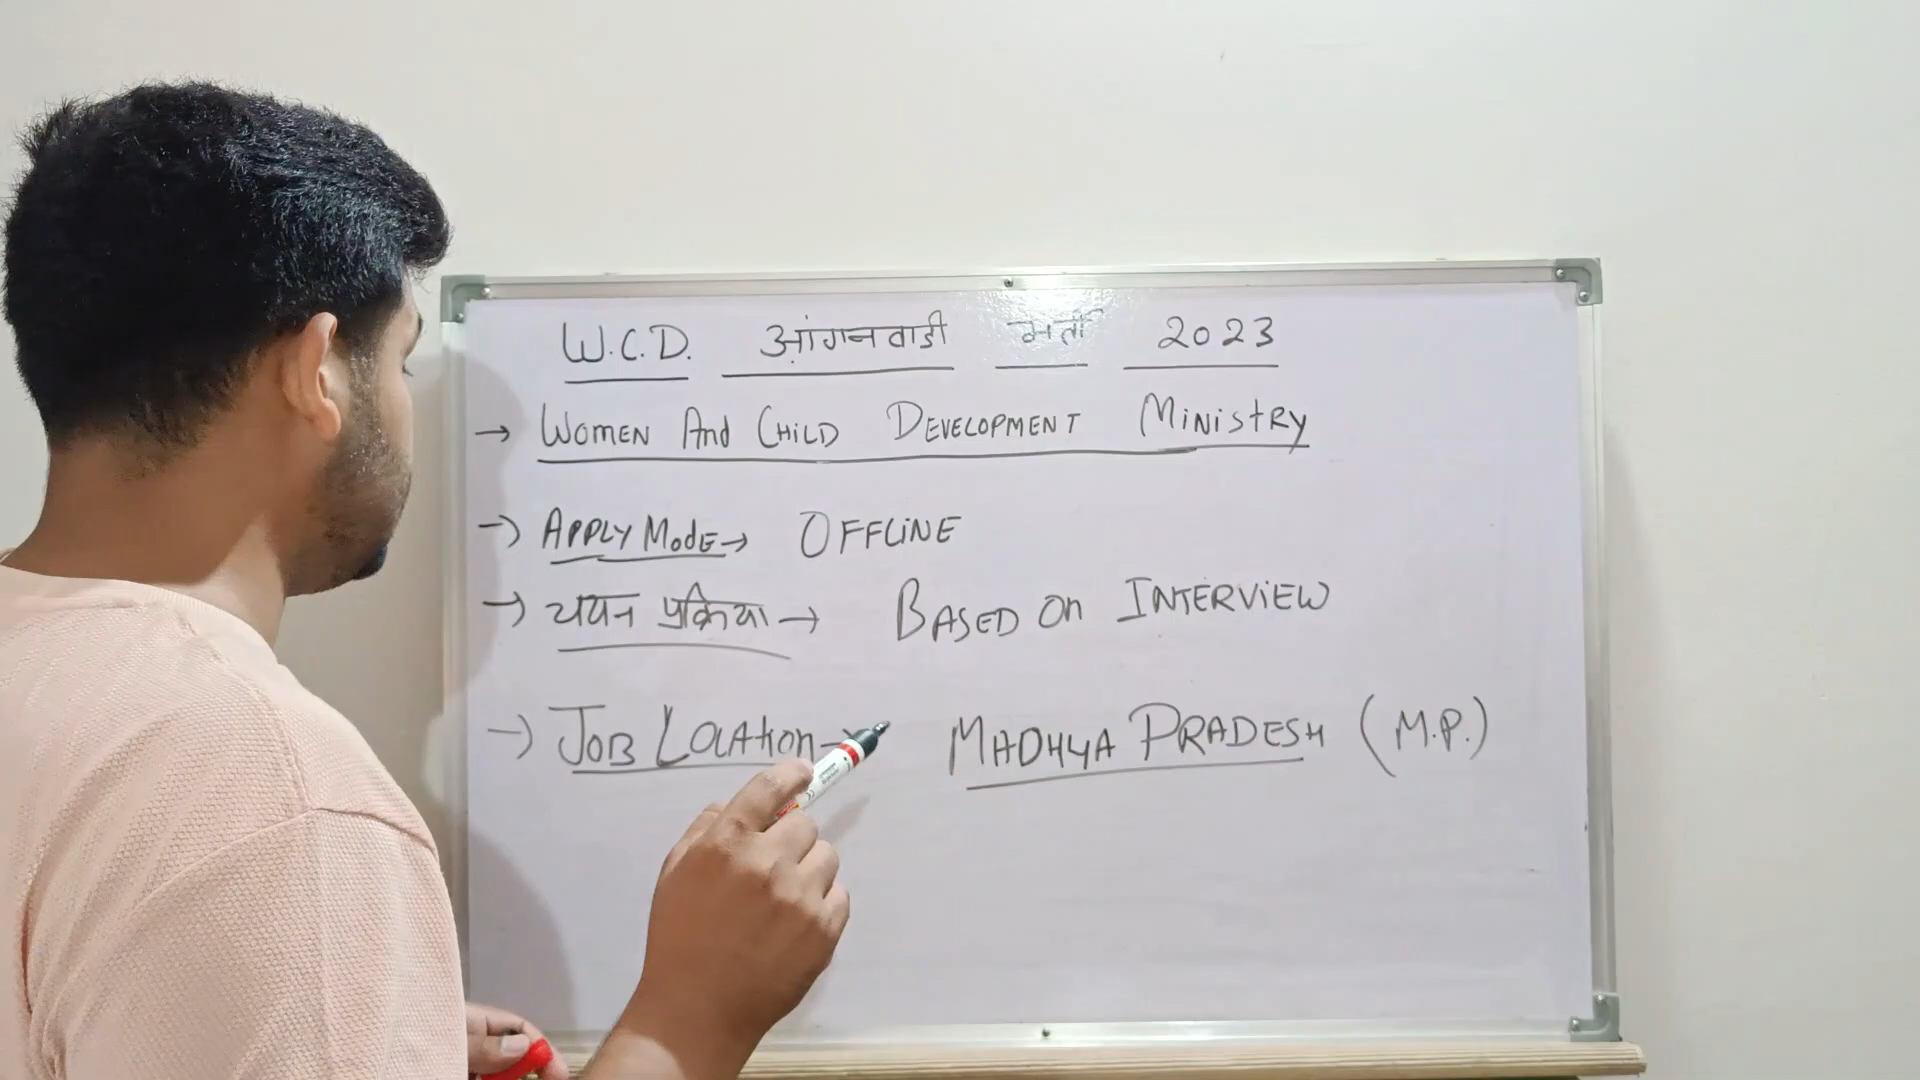 W.C.D. आंगनवाडी भर्ती 2023
→ WOMEN And CHILD DEVELOPMENT MINISTRY
→ APPLY MODE → OFFLINE
→ चयन प्रक्रिया → BASED On INTERVIEW
→ JOB LOCATION → MADHYA PRADESH (M.P.)